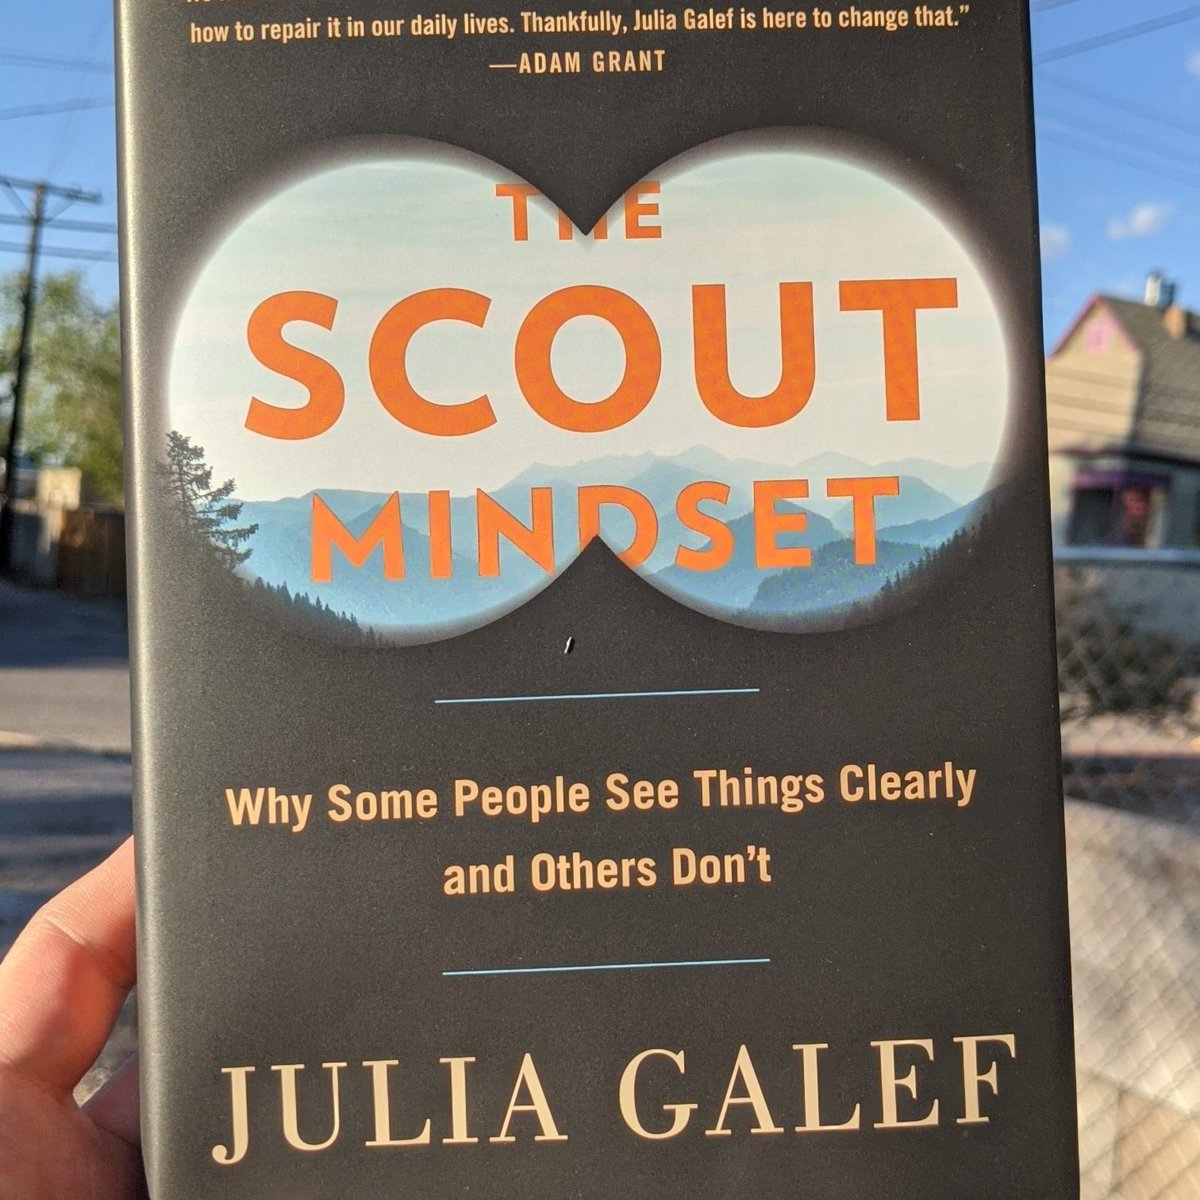 how to repair it in our daily lives. Thankfully, Julia Galef is here to change that.”
—ADAM GRANT
THE
SCOUT
MINDSET
Why Some People See Things Clearly
and Others Don’t
JULIA GALEF